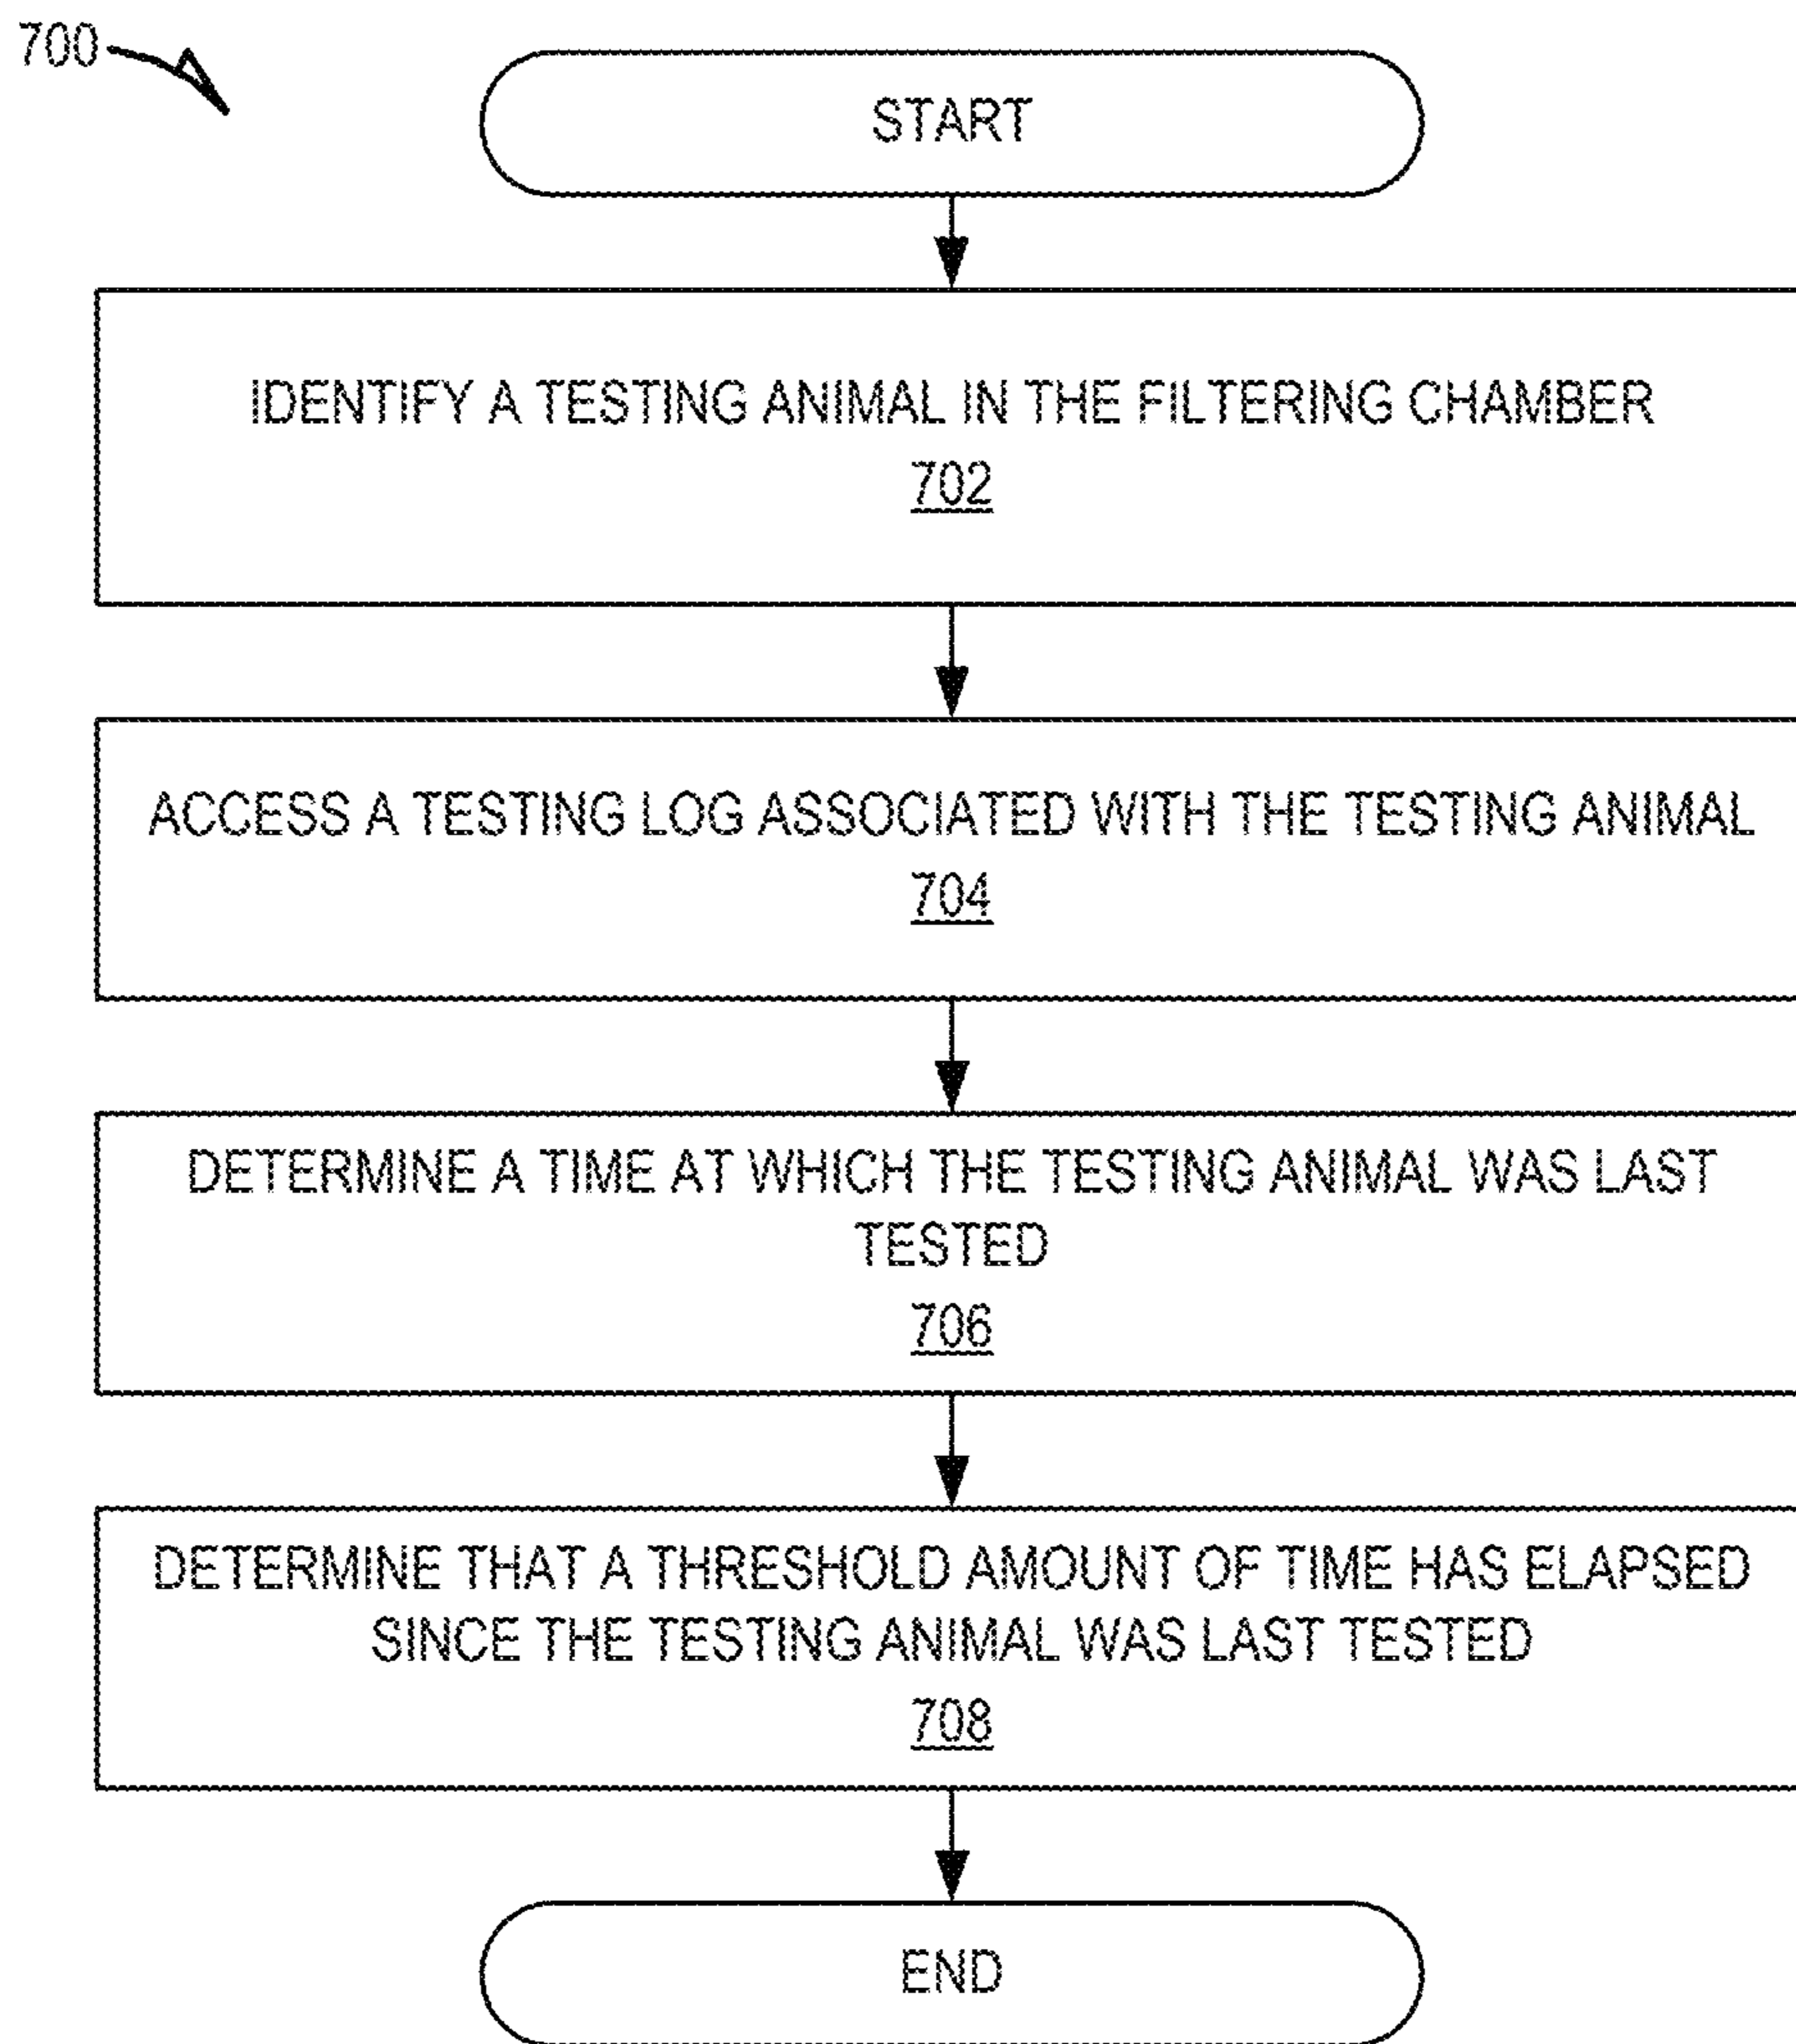 700
START
IDENTIFY A TESTING ANIMAL IN THE FILTERING CHAMBER
702
ACCESS A TESTING LOG ASSOCIATED WITH THE TESTING ANIMAL
704
DETERMINE A TIME AT WHICH THE TESTING ANIMAL WAS LAST
TESTED
706
DETERMINE THAT A THRESHOLD AMOUNT OF TIME HAS ELAPSED
SINCE THE TESTING ANIMAL WAS LAST TESTED
708
END